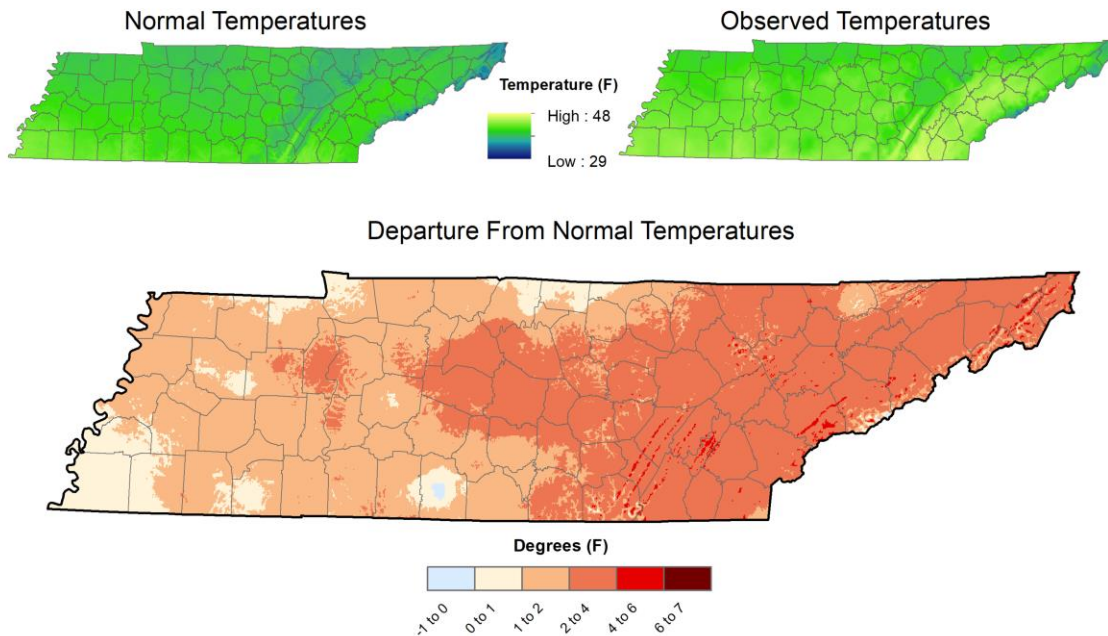 Normal Temperatures
Observed Temperatures
Temperature (F)
High : 48
Low : 29
Departure From Normal Temperatures
Degrees (F)
-1 to 0
0 to 1
1 to 2
2 to 4
4 to 6
6 to 7